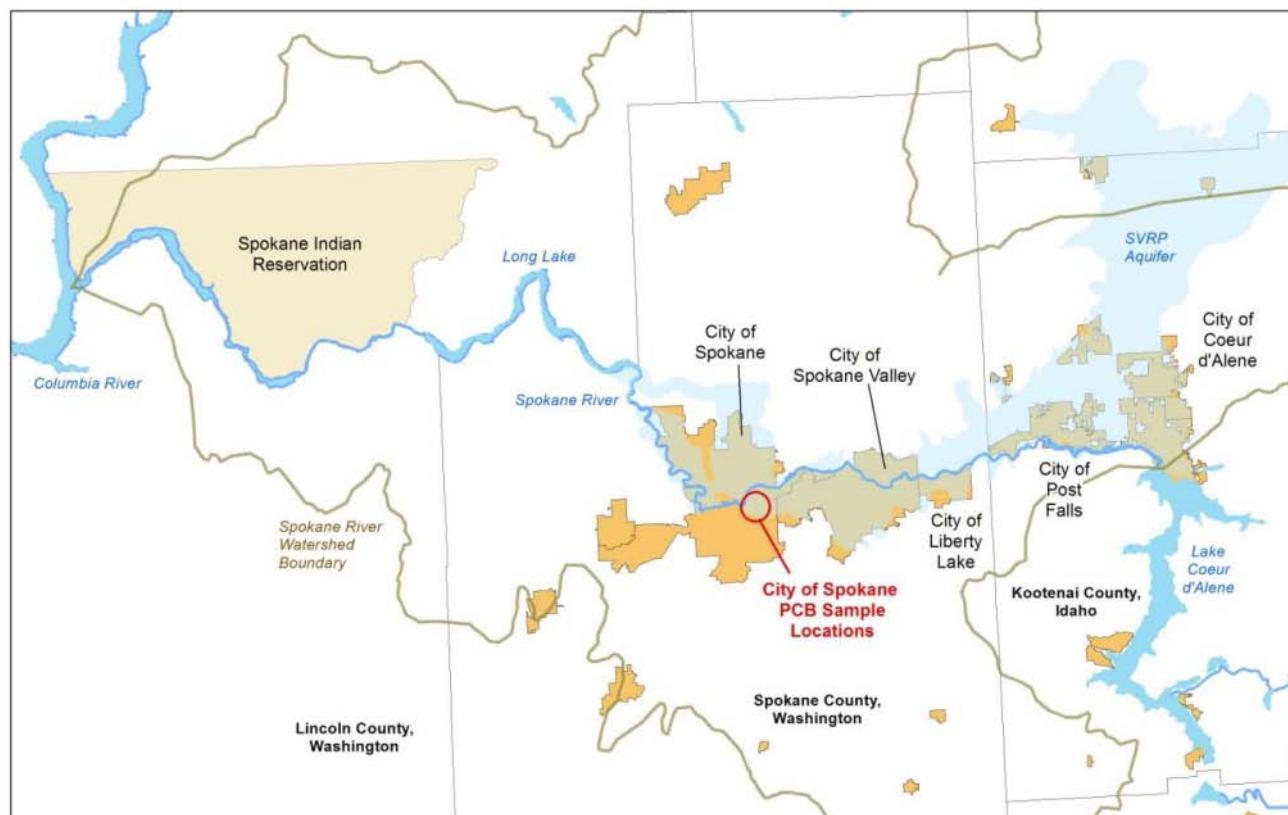 Spokane Indian
Reservation
Long Lake
SVRP
Aquifer
City of
Spokane
City of
Spokane Valley
City of
Coeur
d'Alene
Columbia River
Spokane River
City of
Post
Falls
City of
Liberty
Lake
Spokane River
Watershed
Boundary
Lake
Coeur
d'Alene
City of Spokane
PCB Sample
Locations
Kootenai County,
Idaho
Lincoln County,
Washington
Spokane County,
Washington